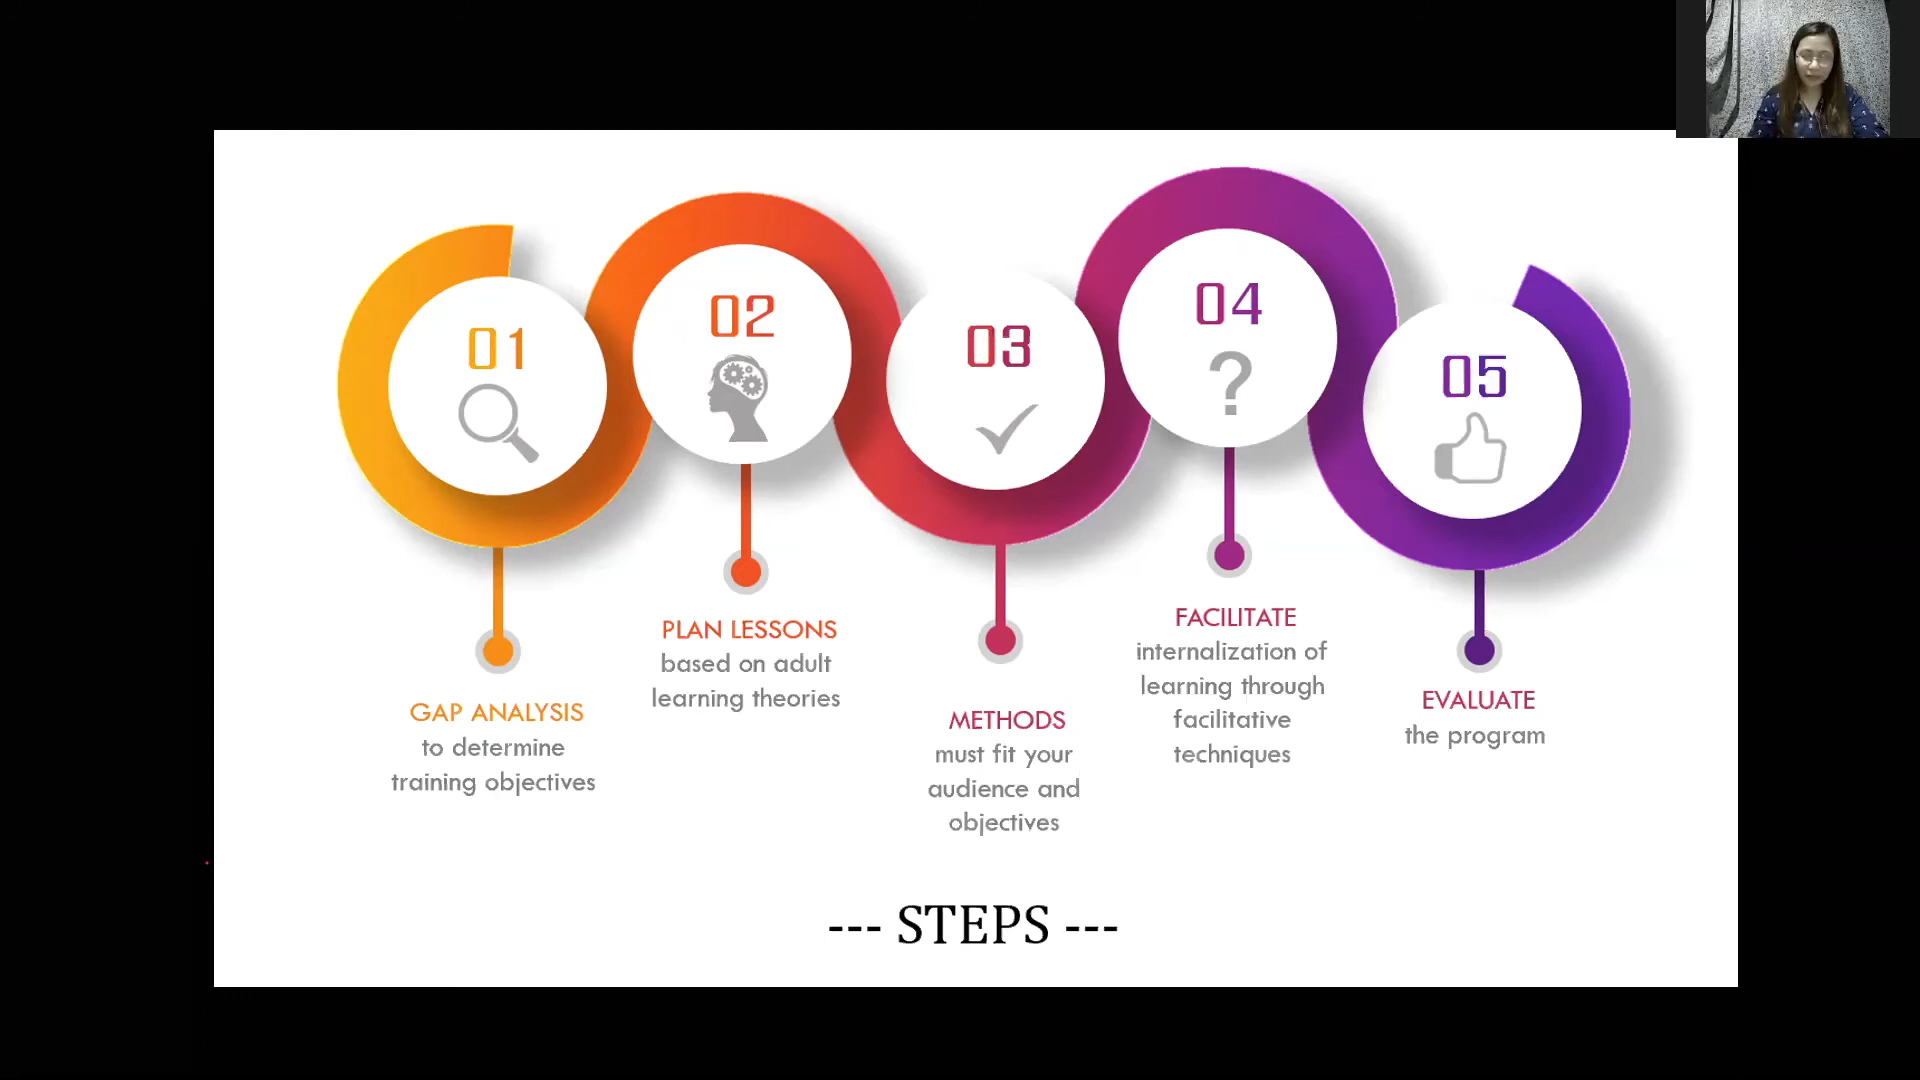 01
GAP ANALYSIS
to determine
training objectives
02
PLAN LESSONS
based on adult
learning theories
03
METHODS
must fit your
audience and
objectives
04
?
FACILITATE
internalization of
learning through
facilitative
techniques
05
EVALUATE
the program
--- STEPS ---